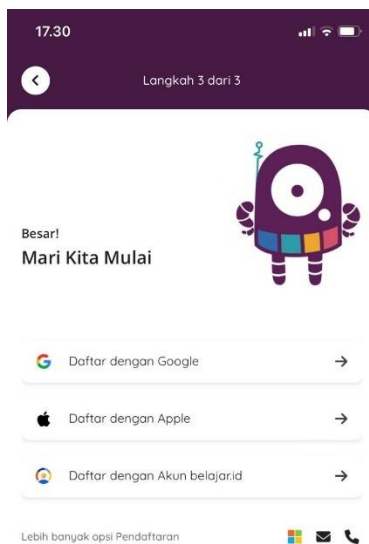 17.30
Langkah 3 dari 3
Besar!
Mari Kita Mulai
Daftar dengan Google
Daftar dengan Apple
Daftar dengan Akun belajar.id
Lebih banyak opsi Pendaftaran